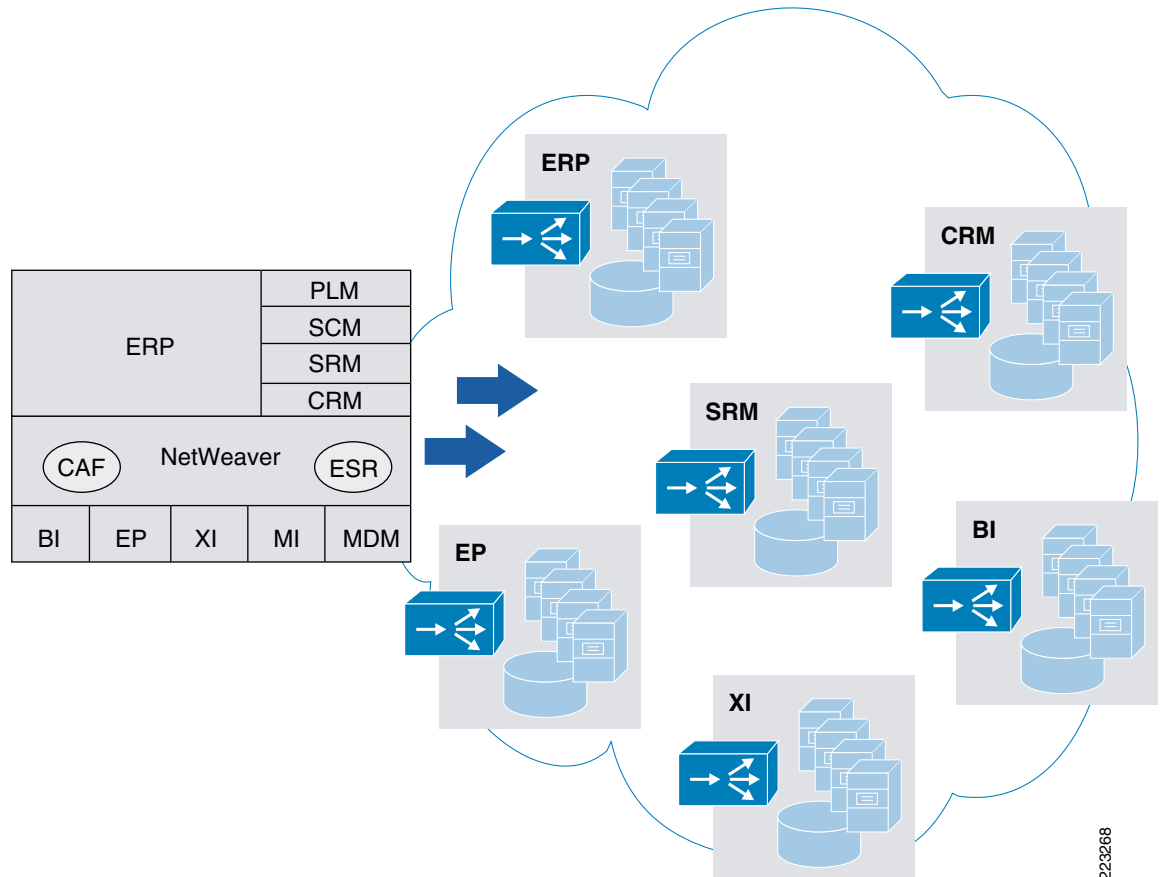 ERP
PLM
SCM
SRM
CRM
CAF
NetWeaver
ESR
BI
EP
XI
MI
MDM
ERP
CRM
SRM
EP
BI
XI
223268